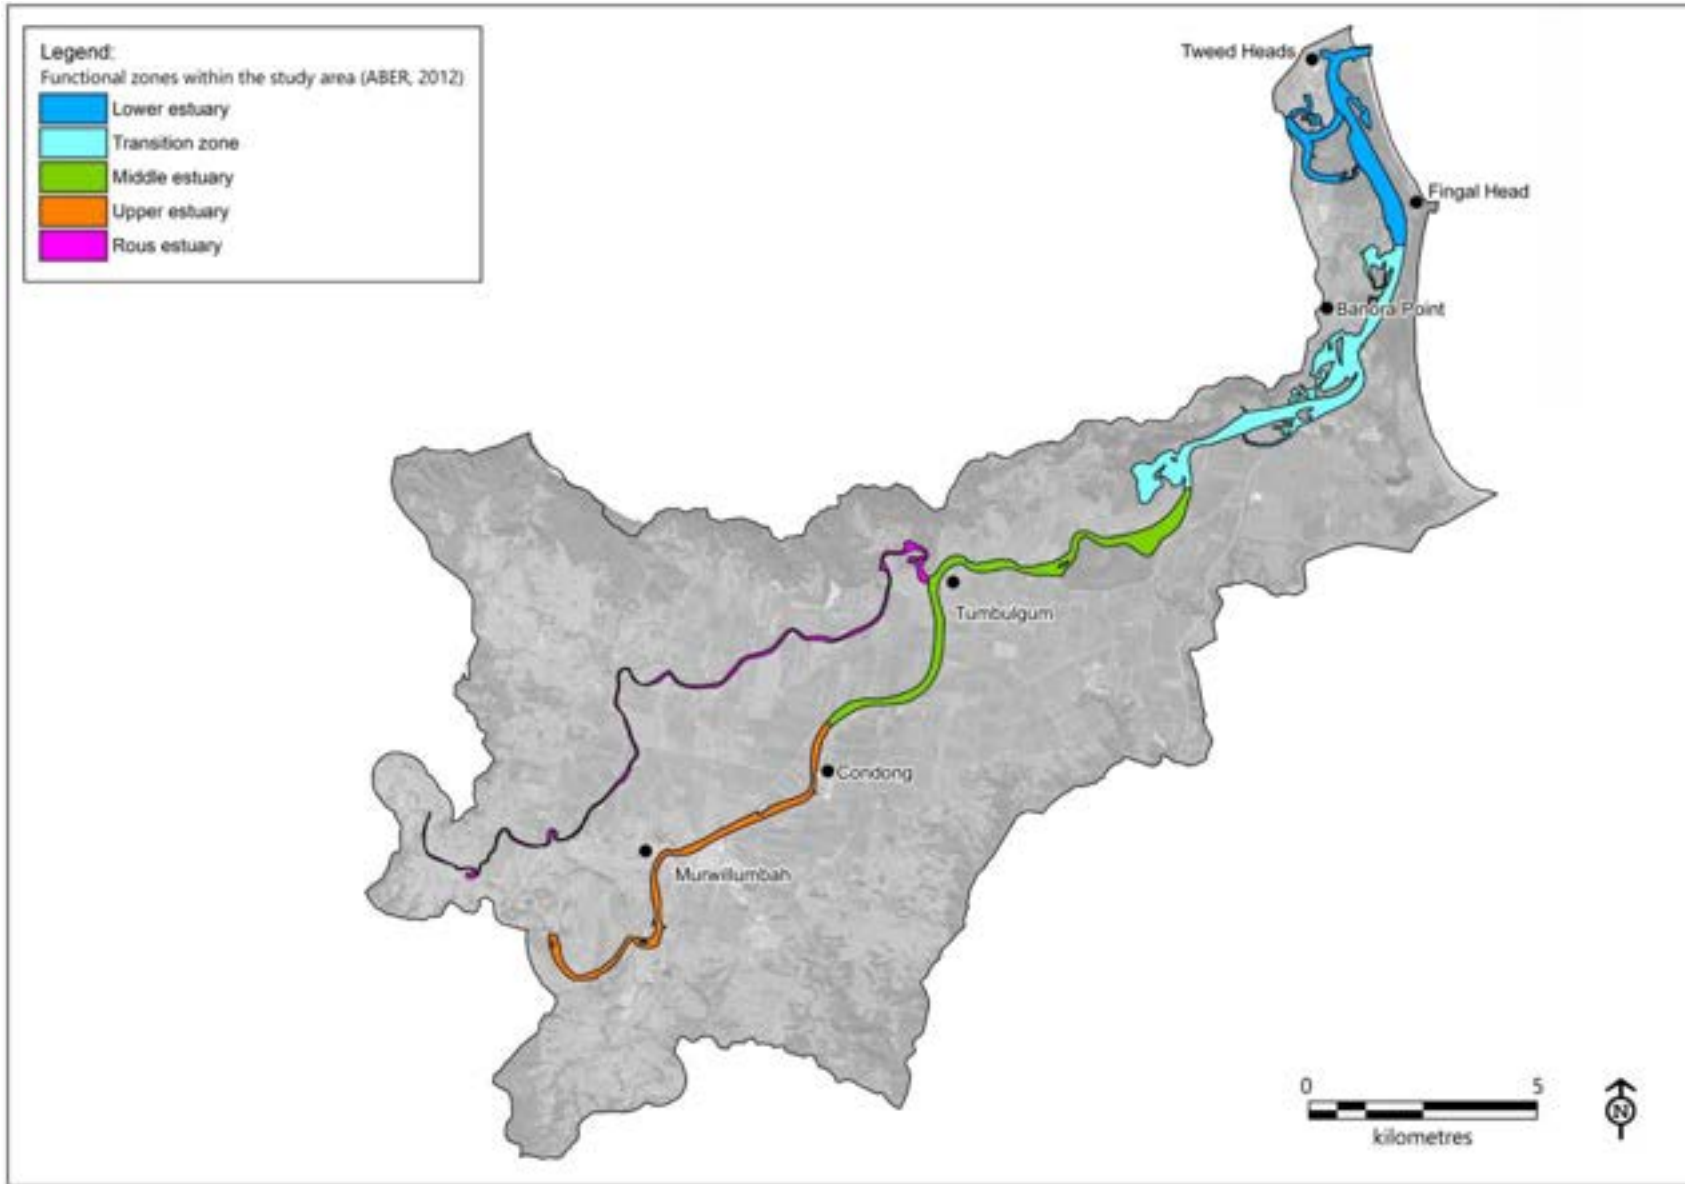 Legend:
Functional zones within the study area (ABER, 2012)
Lower estuary
Transition zone
Middle estuary
Upper estuary
Rous estuary
Tweed Heads
Fingal Head
Banora Point
Tumbulgum
Condong
Murwillumbah
0 5
kilometres
N